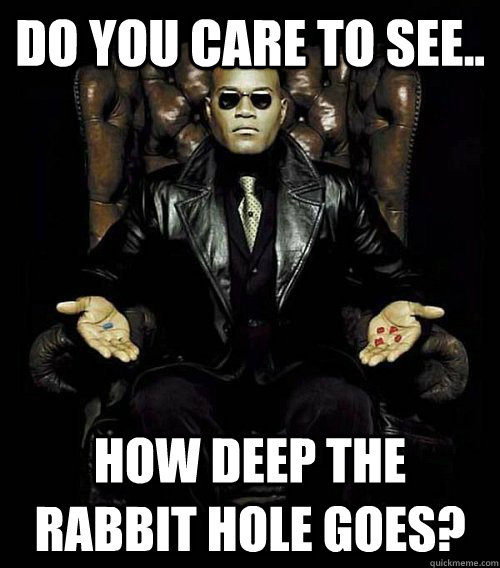 DO YOU CARE TO SEE..
HOW DEEP THE
RABBIT HOLE GOES?
quickmeme.com